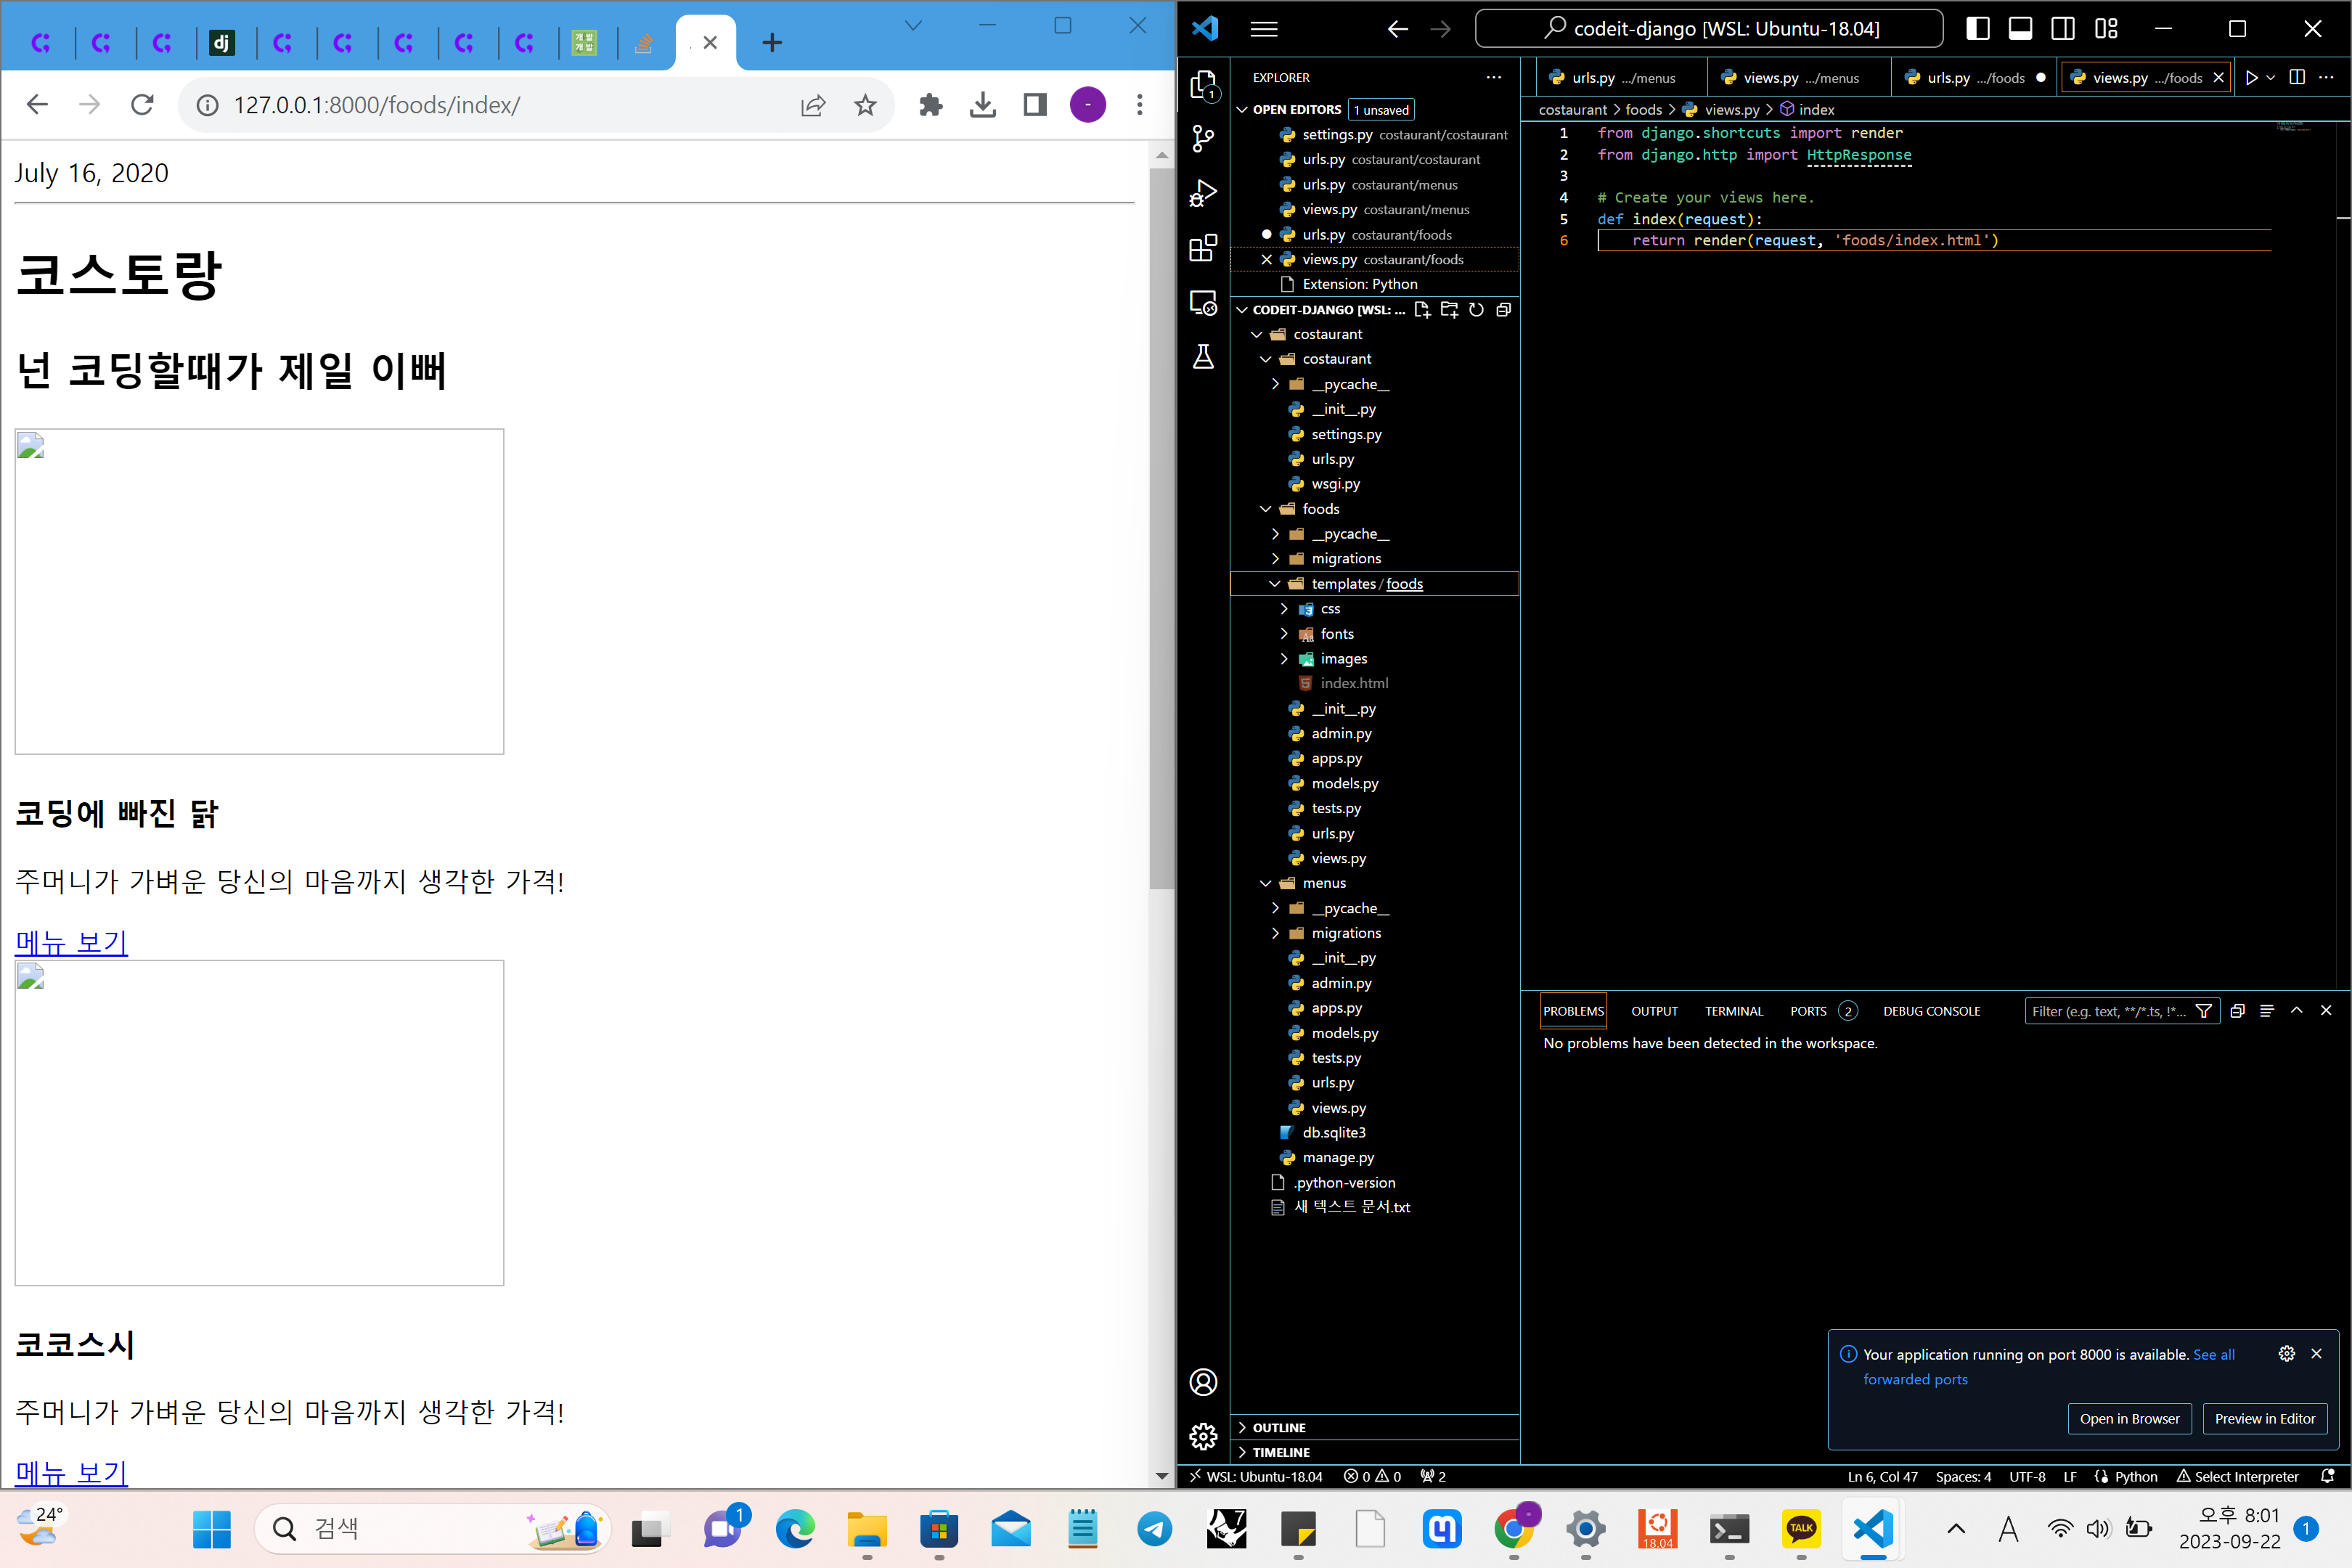 127.0.0.1:8000/foods/index/
July 16, 2020
코스토랑
넌 코딩할때가 제일 이뻐
코딩에 빠진 닭
주머니가 가벼운 당신의 마음까지 생각한 가격!
메뉴 보기
코코스시
주머니가 가벼운 당신의 마음까지 생각한 가격!
메뉴 보기
codeit-django [WSL: Ubuntu-18.04]
EXPLORER
OPEN EDITORS 1 unsaved
settings.py costaurant/costaurant
urls.py costaurant/costaurant
urls.py costaurant/menus
views.py costaurant/menus
urls.py costaurant/foods
views.py costaurant/foods
Extension: Python
CODEIT-DJANGO [WSL: ...
costaurant
costaurant
__pycache__
__init__.py
settings.py
urls.py
wsgi.py
foods
__pycache__
migrations
templates/foods
css
fonts
images
index.html
__init__.py
admin.py
apps.py
models.py
tests.py
urls.py
views.py
menus
__pycache__
migrations
__init__.py
admin.py
apps.py
models.py
tests.py
urls.py
views.py
db.sqlite3
manage.py
.python-version
새 텍스트 문서.txt
OUTLINE
TIMELINE
urls.py .../menus views.py .../menus urls.py .../foods views.py .../foods
costaurant > foods > views.py > index
1 from django.shortcuts import render
2 from django.http import HttpResponse
3
4 # Create your views here.
5 def index(request):
6 return render(request, 'foods/index.html')
PROBLEMS OUTPUT TERMINAL PORTS 2 DEBUG CONSOLE Filter (e.g. text, **/*.ts, !*...
No problems have been detected in the workspace.
Your application running on port 8000 is available. See all
forwarded ports
Open in Browser Preview in Editor
WSL: Ubuntu-18.04 0 0 2 Ln 6, Col 47 Spaces: 4 UTF-8 LF Python Select Interpreter
24° 검색 1 7 18.04 TALK A 오후 8:01
2023-09-22 1